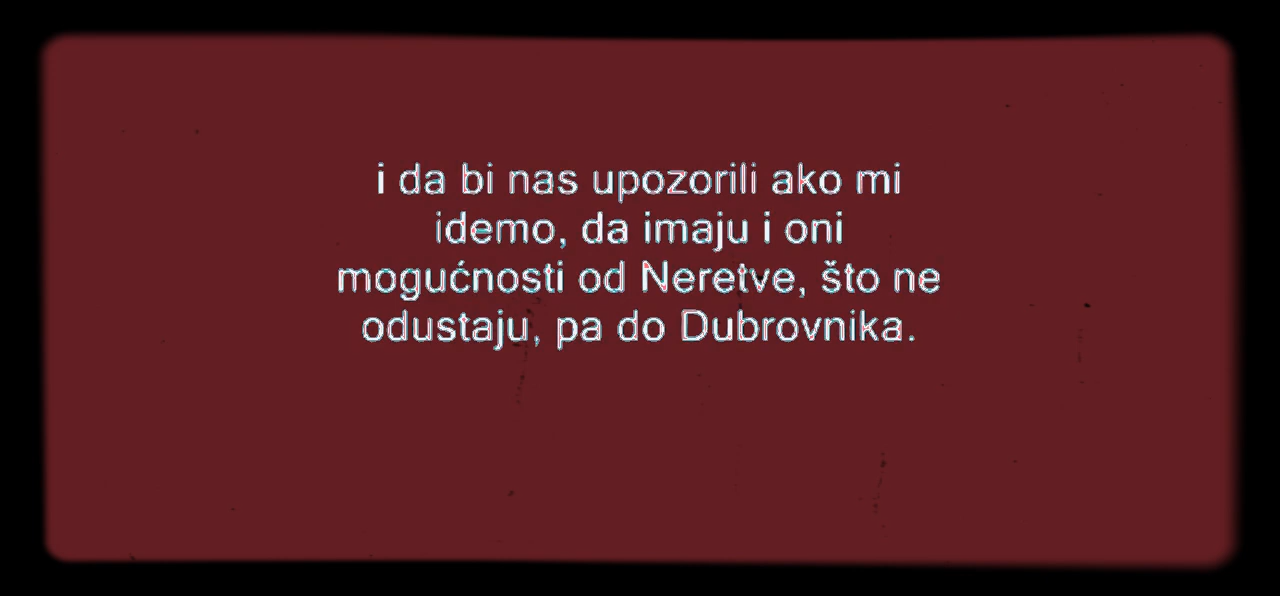 i da bi nas upozorili ako mi
idemo, da imaju i oni
mogućnosti od Neretve, što ne
odustaju, pa do Dubrovnika.